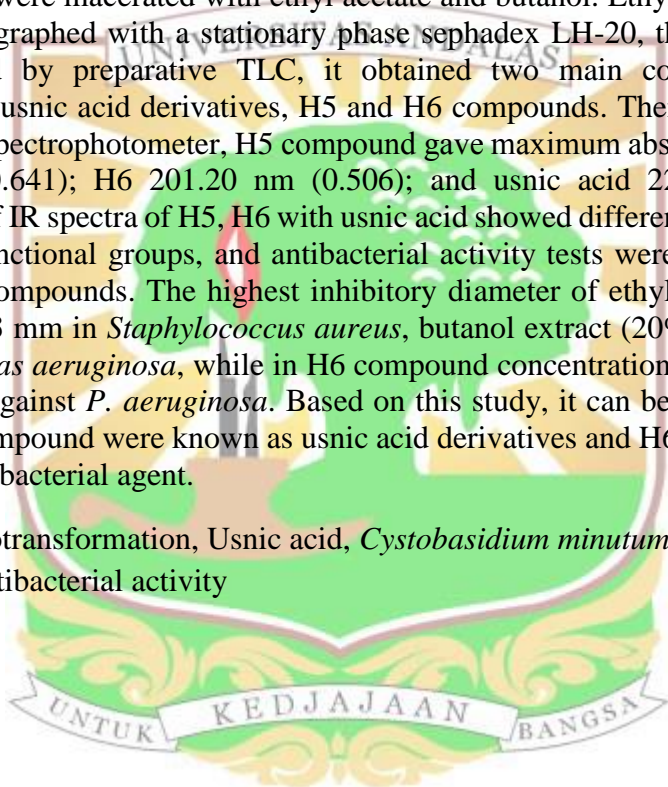 were macerated with ethyl acetate and butanol. Ethy
graphed with a stationary phase sephadex LH-20, th
UNIVERSITAS ANDALAS
by preparative TLC, it obtained two main co
usnic acid derivatives, H5 and H6 compounds. The
pectrophotometer, H5 compound gave maximum abs
0.641); H6 201.20 nm (0.506); and usnic acid 22
f IR spectra of H5, H6 with usnic acid showed differen
nctional groups, and antibacterial activity tests were
ompounds. The highest inhibitory diameter of ethyl
3 mm in Staphylococcus aureus, butanol extract (20%
as aeruginosa, while in H6 compound concentration
gainst P. aeruginosa. Based on this study, it can be
mpound were known as usnic acid derivatives and H6
bacterial agent.
otransformation, Usnic acid, Cystobasidium minutum
ntibacterial activity
UNTUK KEDJAJAAN BANGSA